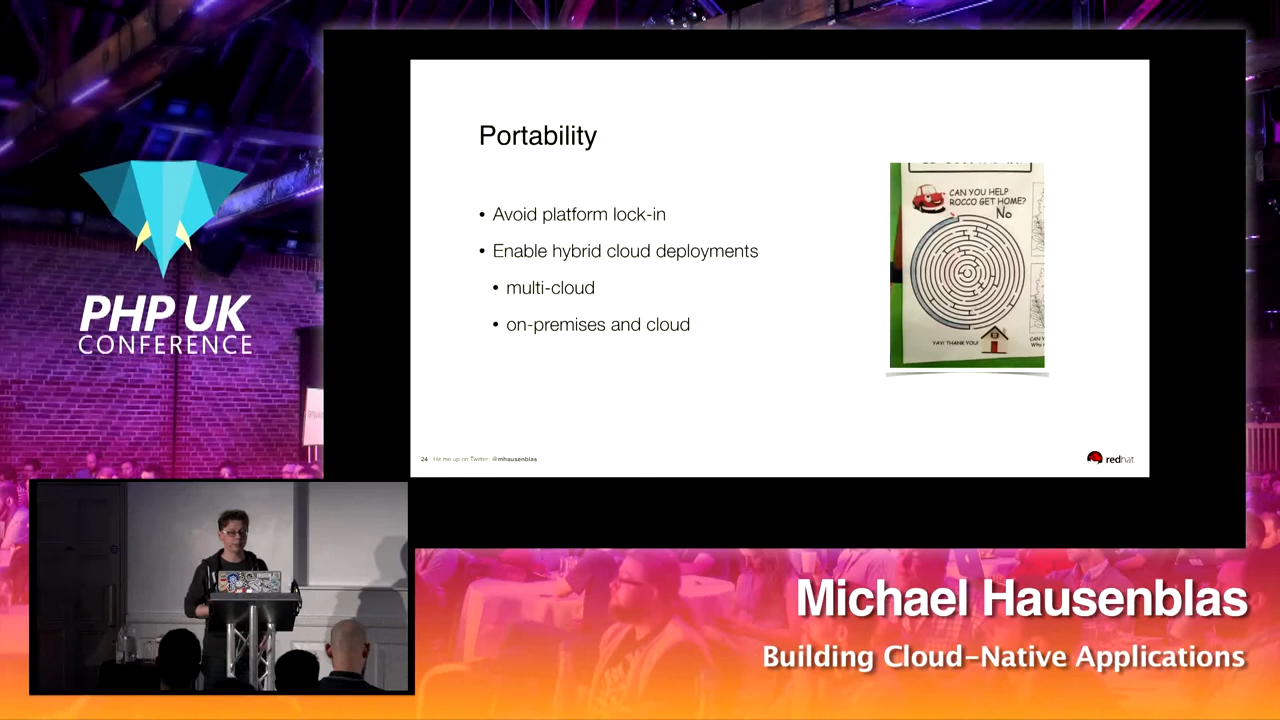 PHP UK
CONFERENCE
Portability
• Avoid platform lock-in
• Enable hybrid cloud deployments
• multi-cloud
• on-premises and cloud
CAN YOU HELP
ROCCO GET HOME?
No
YAY! THANK YOU!
24 Hit me up on Twitter: @mhausenblas
redhat
Michael Hausenblas
Building Cloud-Native Applications